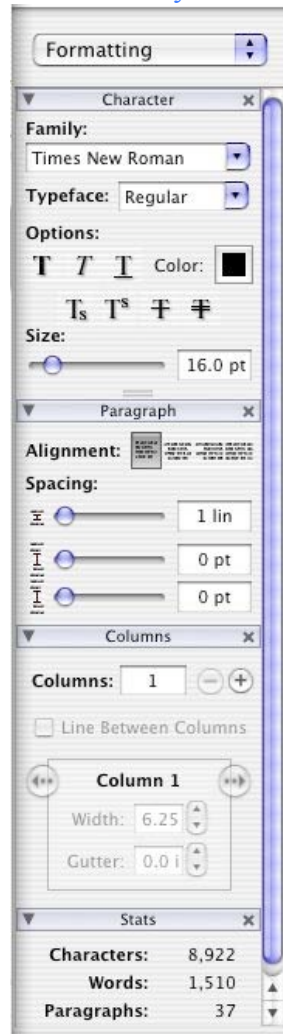 Formatting
Character
Family:
Times New Roman
Typeface: Regular
Options:
T T T Color:
Ts Ts T T
Size:
16.0 pt
Paragraph
Alignment:
Spacing:
1 lin
0 pt
0 pt
Columns
Columns: 1
Line Between Columns
Column 1
Width: 6.25
Gutter: 0.0 i
Stats
Characters: 8,922
Words: 1,510
Paragraphs: 37